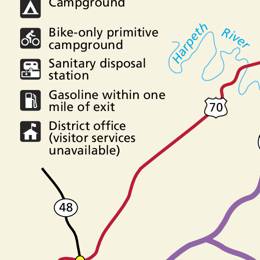 Campground
Bike-only primitive
campground
Sanitary disposal
station
Gasoline within one
mile of exit
District office
(visitor services
unavailable)
Harpeth
River
70
48